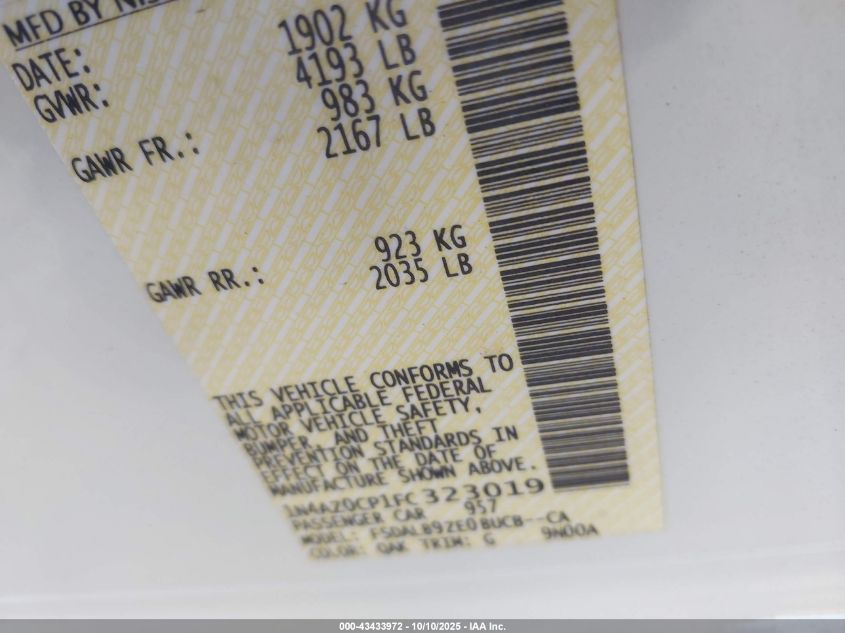 MFD BY
DATE:
GVWR: 1902 KG
4193 LB
GAWR FR.: 983 KG
2167 LB
GAWR RR.: 923 KG
2035 LB
THIS VEHICLE CONFORMS TO
ALL APPLICABLE FEDERAL
MOTOR VEHICLE SAFETY,
BUMPER, AND THEFT
PREVENTION STANDARDS IN
EFFECT ON THE DATE OF
MANUFACTURE SHOWN ABOVE.
1N4AZ0CP1FC323019
PASSENGER CAR 957
MODEL: FSDALB9ZE0BUCB--CA
COLOR: QAK TRIM: G 9N00A
000-43433972 - 10/10/2025 - IAA Inc.